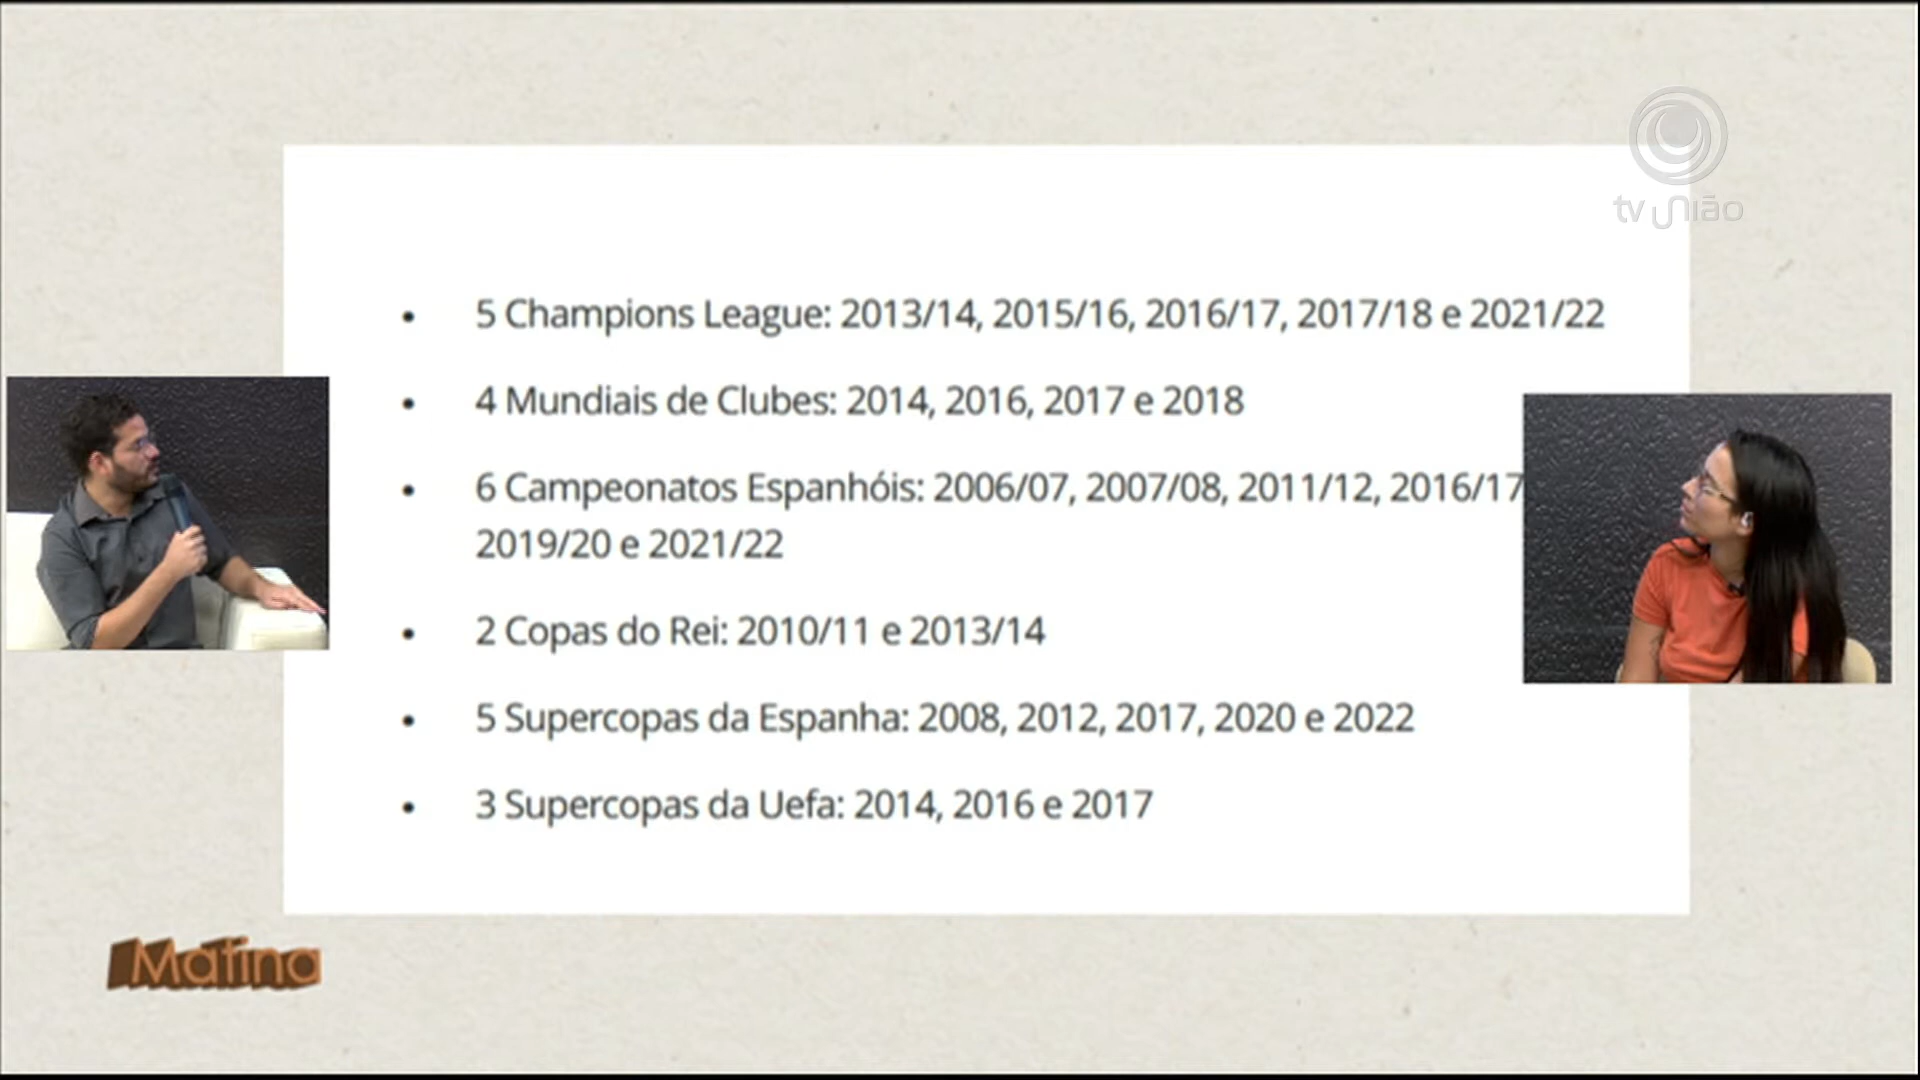 tv União
5 Champions League: 2013/14, 2015/16, 2016/17, 2017/18 e 2021/22
4 Mundiais de Clubes: 2014, 2016, 2017 e 2018
6 Campeonatos Espanhóis: 2006/07, 2007/08, 2011/12, 2016/17
2019/20 e 2021/22
2 Copas do Rei: 2010/11 e 2013/14
5 Supercopas da Espanha: 2008, 2012, 2017, 2020 e 2022
3 Supercopas da Uefa: 2014, 2016 e 2017
Matina